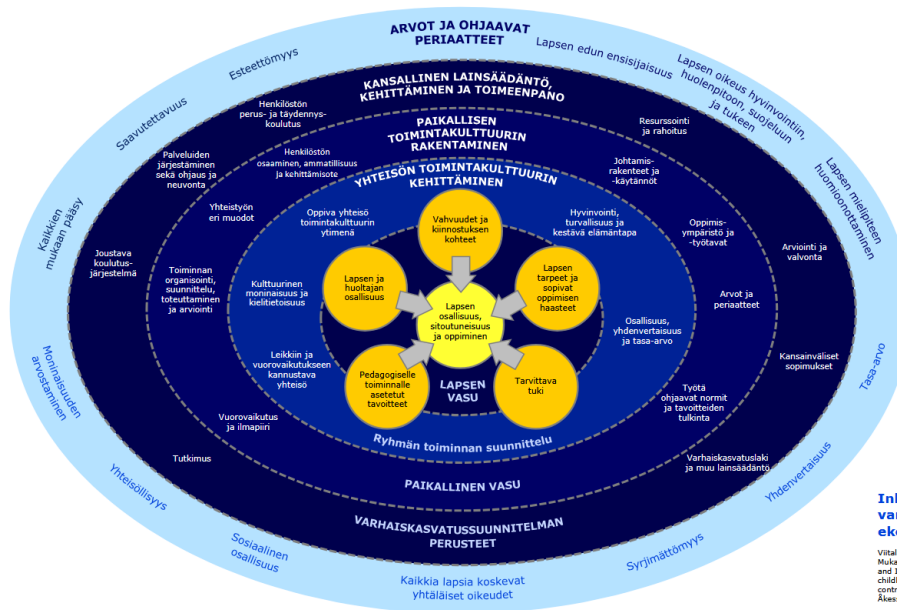 ARVOT JA OHJAAVAT
PERIAATTEET
Kaikkien
mukaan pääsy
Saavutettavuus
Esteettömyys
Lapsen edun ensisijaisuus
Lapsen oikeus hyvinvointiin,
huolenpitoon, suojeluun
ja tukeen
Lapsen mielipiteen
huomioonottaminen
Tasa-arvo
Yhdenvertaisuus
Syrjimättömyys
Kaikkia lapsia koskevat
yhtäläiset oikeudet
Sosiaalinen
osallisuus
Yhteisöllisyys
Moninaisuuden
arvostaminen
KANSALLINEN LAINSÄÄDÄNTÖ,
KEHITTÄMINEN JA TOIMEENPANO
Henkilöstön
perus- ja täydennys-
koulutus
Palveluiden
järjestäminen
sekä ohjaus ja
neuvonta
Joustava
koulutus-
järjestelmä
Tutkimus
Resurssointi
ja rahoitus
Arviointi ja
valvonta
Kansainväliset
sopimukset
Varhaiskasvatuslaki
ja muu lainsäädäntö
VARHAISKASVATUSSUUNNITELMAN
PERUSTEET
PAIKALLISEN
TOIMINTAKULTTUURIN
RAKENTAMINEN
Henkilöstön
osaaminen, ammatillisuus
ja kehittämisote
Yhteistyön
eri muodot
Toiminnan
organisointi,
suunnittelu,
toteuttaminen
ja arviointi
Vuorovaikutus
ja ilmapiiri
Johtamis-
rakenteet ja
-käytännöt
Oppimis-
ympäristö ja
-työtavat
Arvot ja
periaatteet
Työtä
ohjaavat normit
ja tavoitteiden
tulkinta
PAIKALLINEN VASU
YHTEISÖN TOIMINTAKULTTUURIN
KEHITTÄMINEN
Oppiva yhteisö
toimintakulttuurin
ytimenä
Kulttuurinen
moninaisuus ja
kielitietoisuus
Leikkiin ja
vuorovaikutukseen
kannustava
yhteisö
Hyvinvointi,
turvallisuus ja
kestävä elämäntapa
Osallisuus,
yhdenvertaisuus
ja tasa-arvo
Ryhmän toiminnan suunnittelu
Vahvuudet ja
kiinnostuksen
kohteet
Lapsen ja
huoltajan
osallisuus
Lapsen
tarpeet ja
sopivat
oppimisen
haasteet
Lapsen
osallisuus,
sitoutuneisuus
ja oppiminen
Pedagogiselle
toiminnalle
asetetut
tavoitteet
Tarvittava
tuki
LAPSEN
VASU